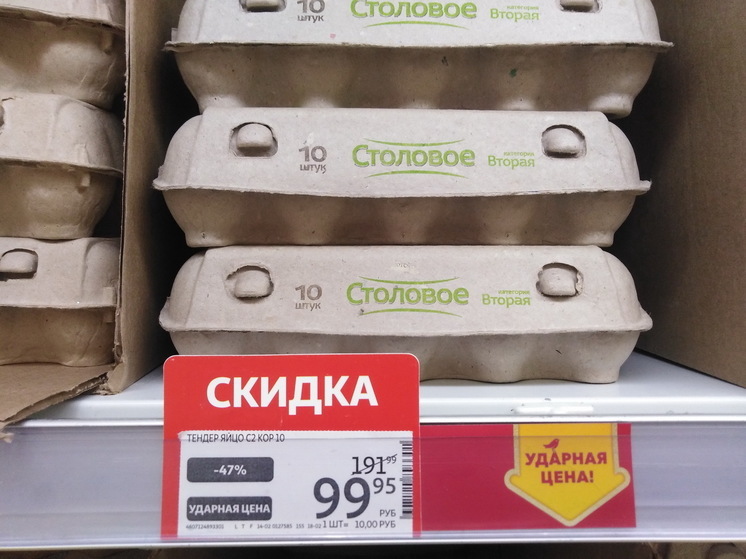 10
штук
Столовое
категория
Вторая
10
штук
Столовое
категория
Вторая
10
штук
Столовое
категория
Вторая
СКИДКА
ТЕНДЕР ЯЙЦО С2 КОР 10
-47%
191 99
УДАРНАЯ ЦЕНА
99 95
РУБ
1 ШТ= 10,00 РУБ
УДАРНАЯ
ЦЕНА!